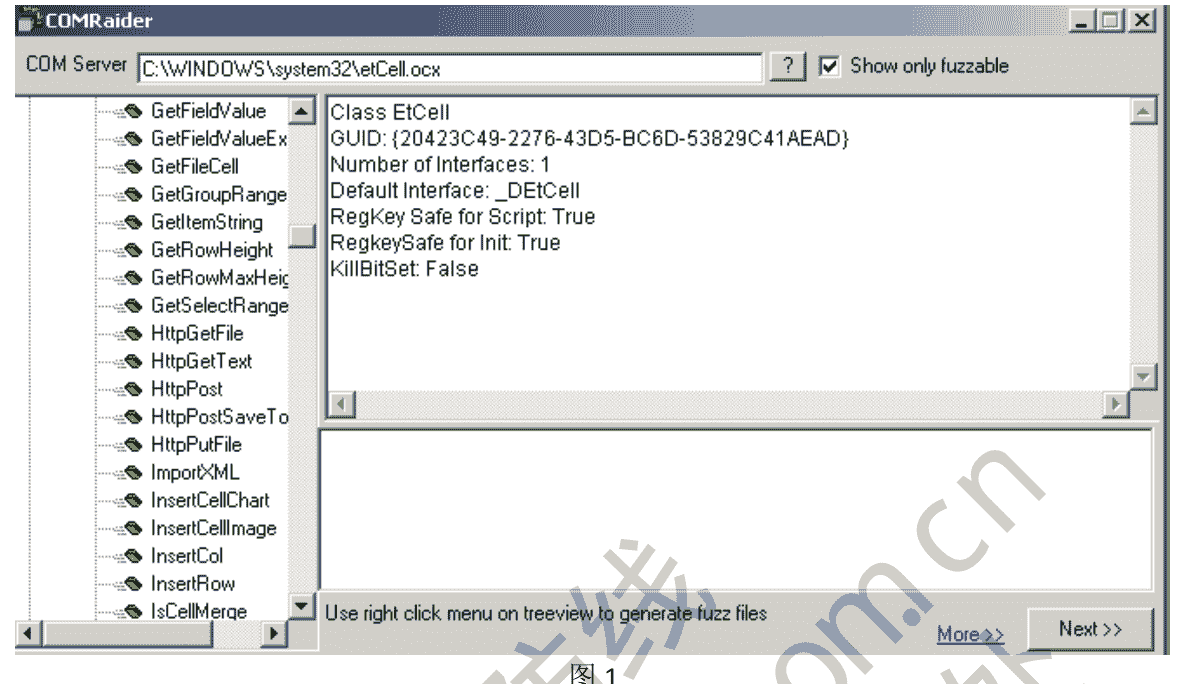 COMRaider
COM Server C:\WINDOWS\system32\etCell.ocx ? Show only fuzzable
GetFieldValue
GetFieldValueEx
GetFileCell
GetGroupRange
GetItemString
GetRowHeight
GetRowMaxHeig
GetSelectRange
HttpGetFile
HttpGetText
HttpPost
HttpPostSaveTo
HttpPutFile
ImportXML
InsertCellChart
InsertCellImage
InsertCol
InsertRow
IsCellMerge
Class EtCell
GUID: {20423C49-2276-43D5-BC6D-53829C41AEAD}
Number of Interfaces: 1
Default Interface: _DEtCell
RegKey Safe for Script: True
RegkeySafe for Init: True
KillBitSet: False
Use right click menu on treeview to generate fuzz files
More >>
Next >>
图 1